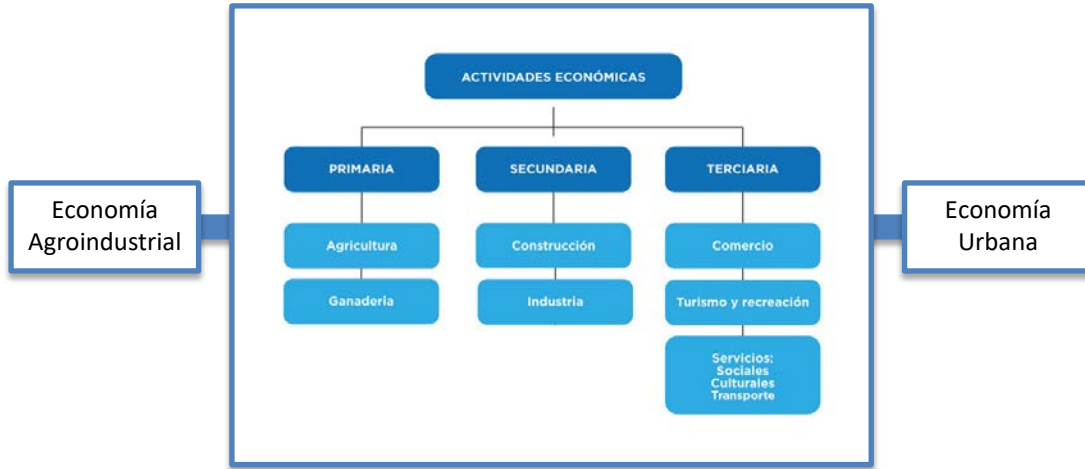 ACTIVIDADES ECONÓMICAS
PRIMARIA
SECUNDARIA
TERCIARIA
Economía
Agroindustrial
Economía
Urbana
Agricultura
Construcción
Comercio
Ganaderia
Industria
Turismo y recreación
Servicios:
Sociales
Culturales
Transporte